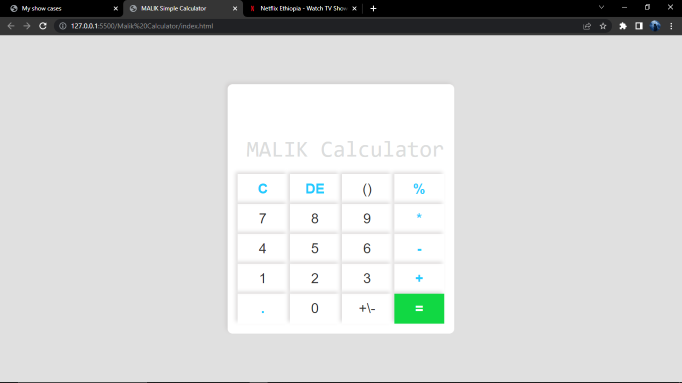 My show cases
MALIK Simple Calculator
Netflix Ethiopia - Watch TV Show
127.0.0.1:5500/Malik%20Calculator/index.html
MALIK Calculator
C DE () %
7 8 9 *
4 5 6 -
1 2 3 +
. 0 +\- =